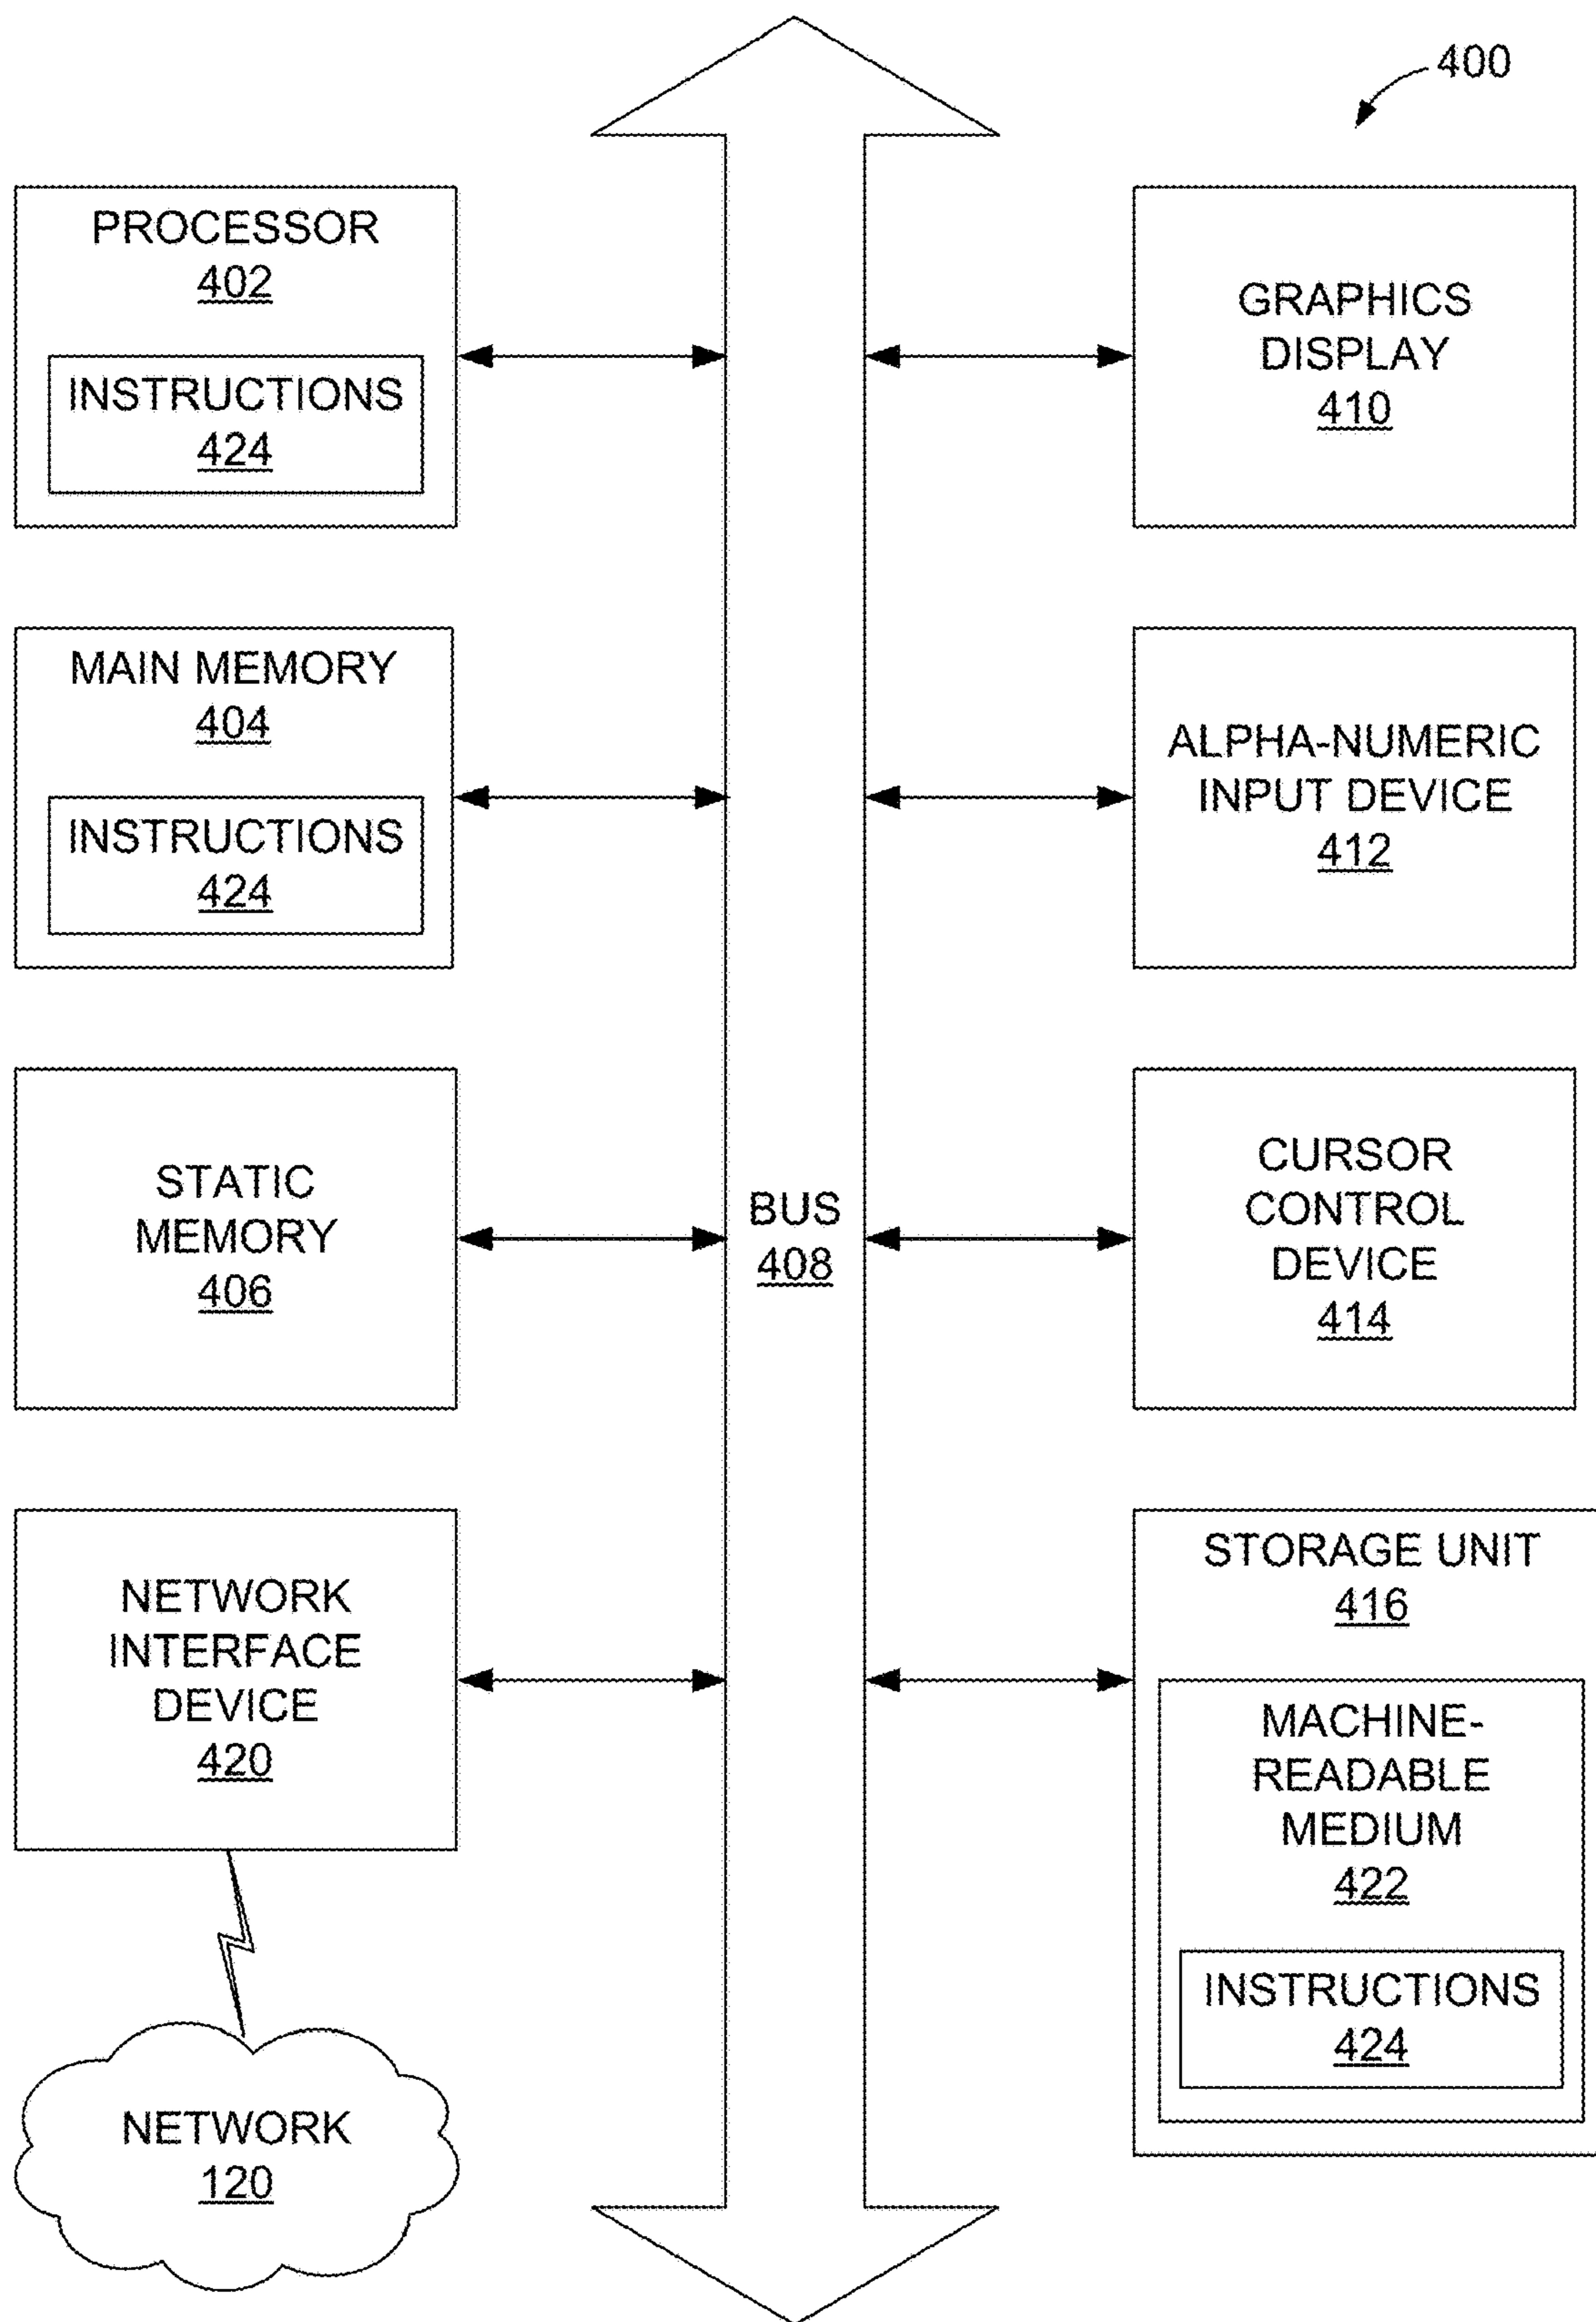 400
PROCESSOR
402
INSTRUCTIONS
424
MAIN MEMORY
404
INSTRUCTIONS
424
STATIC
MEMORY
406
NETWORK
INTERFACE
DEVICE
420
NETWORK
120
BUS
408
GRAPHICS
DISPLAY
410
ALPHA-NUMERIC
INPUT DEVICE
412
CURSOR
CONTROL
DEVICE
414
STORAGE UNIT
416
MACHINE-
READABLE
MEDIUM
422
INSTRUCTIONS
424